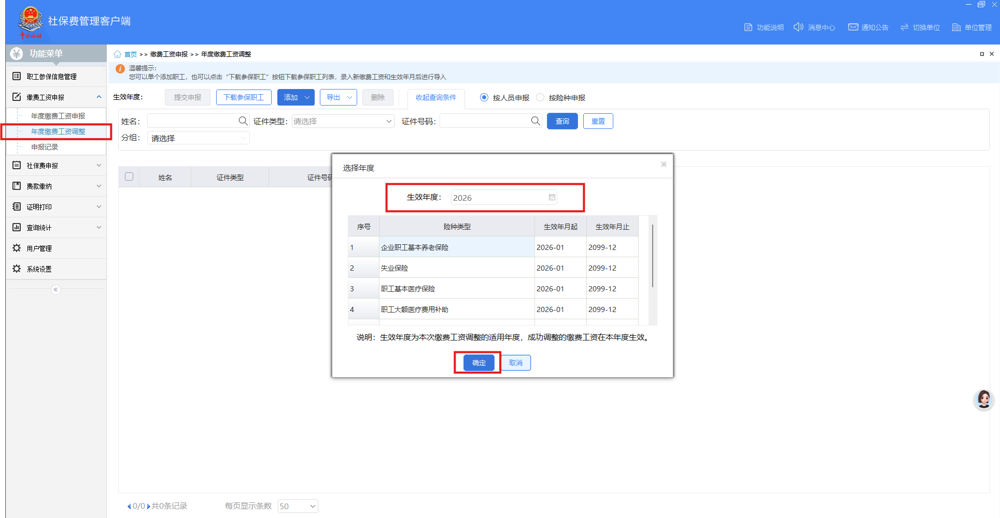 社保费管理客户端
功能说明 消息中心 通知公告 切换单位 单位管理
功能菜单
首页 >> 缴费工资申报 >> 年度缴费工资调整
温馨提示：
您可以单个添加职工，也可以点击“下载参保职工”按钮下载参保职工列表，录入新缴费工资和生效年月后进行导入
职工参保信息管理
缴费工资申报
年度缴费工资申报
年度缴费工资调整
申报记录
社保费申报
费款缴纳
证明打印
查询统计
用户管理
系统设置
生效年度： 提交申报 下载参保职工 添加 导出 删除 收起查询条件 按人员申报 按险种申报
姓名： 证件类型： 请选择 证件号码： 查询 重置
分组： 请选择
姓名 证件类型 证件号码
选择年度
生效年度： 2026
序号 险种类型 生效年月起 生效年月止
1 企业职工基本养老保险 2026-01 2099-12
2 失业保险 2026-01 2099-12
3 职工基本医疗保险 2026-01 2099-12
4 职工大额医疗费用补助 2026-01 2099-12
说明：生效年度为本次缴费工资调整的适用年度，成功调整的缴费工资在本年度生效。
确定 取消
0/0 共0条记录 每页显示条数 50